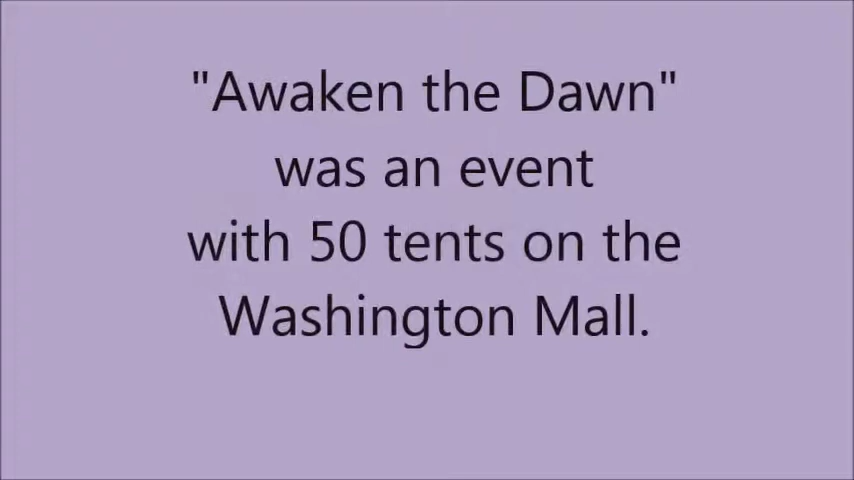 "Awaken the Dawn"
was an event
with 50 tents on the
Washington Mall.